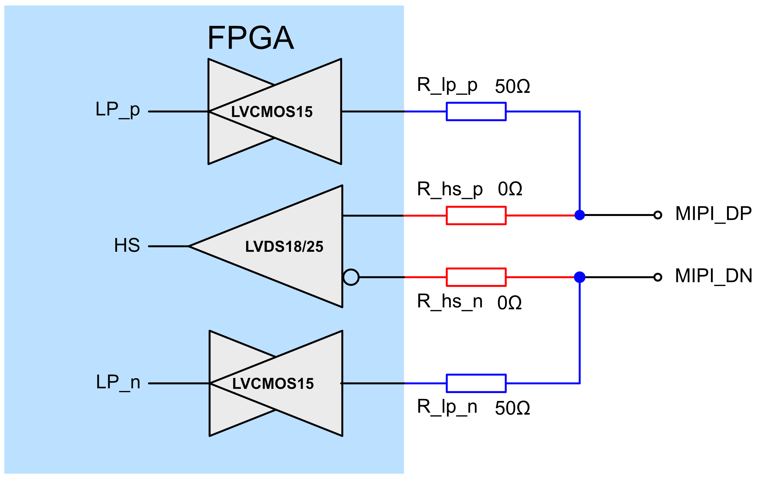 FPGA
R_lp_p 50Ω
LP_p
LVCMOS15
R_hs_p 0Ω
MIPI_DP
HS
LVDS18/25
MIPI_DN
R_hs_n 0Ω
LP_n
LVCMOS15
R_lp_n 50Ω